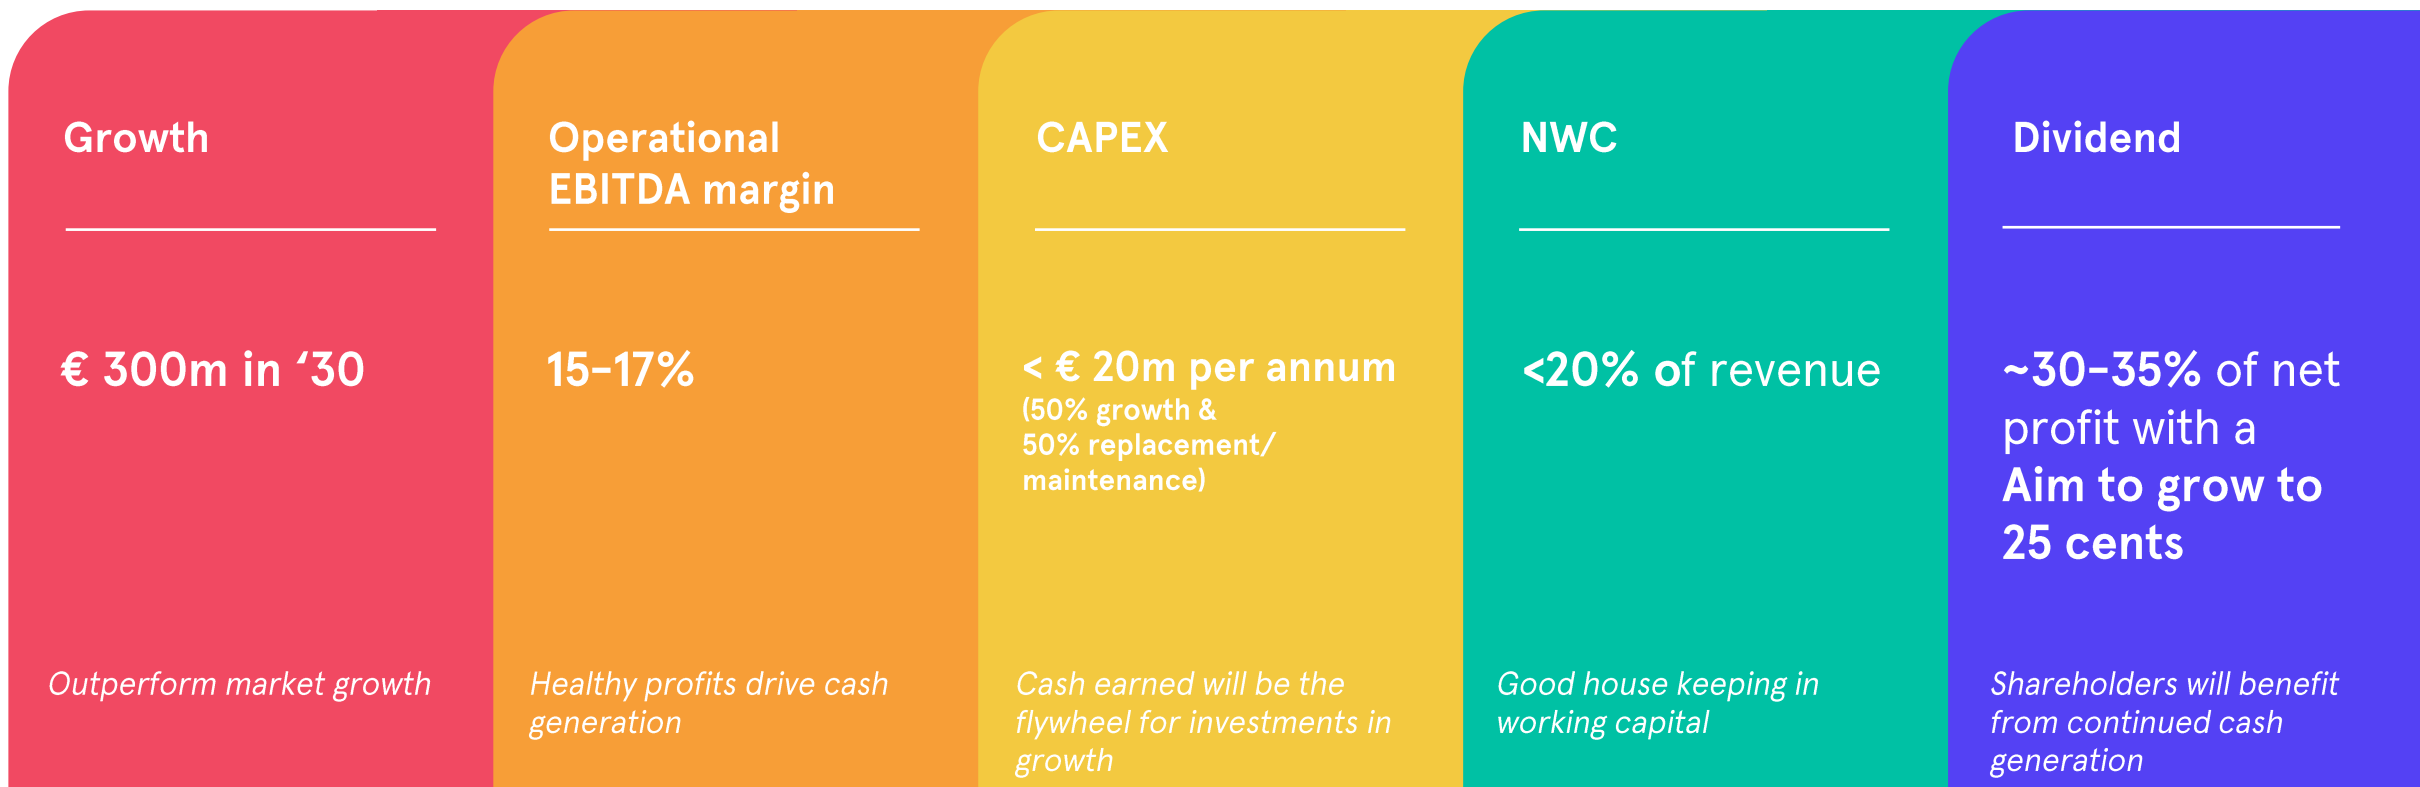 Growth
€ 300m in ‘30
Outperform market growth
Operational
EBITDA margin
15-17%
Healthy profits drive cash
generation
CAPEX
< € 20m per annum
(50% growth &
50% replacement/
maintenance)
Cash earned will be the
flywheel for investments in
growth
NWC
<20% of revenue
Good house keeping in
working capital
Dividend
~30-35% of net
profit with a
Aim to grow to
25 cents
Shareholders will benefit
from continued cash
generation